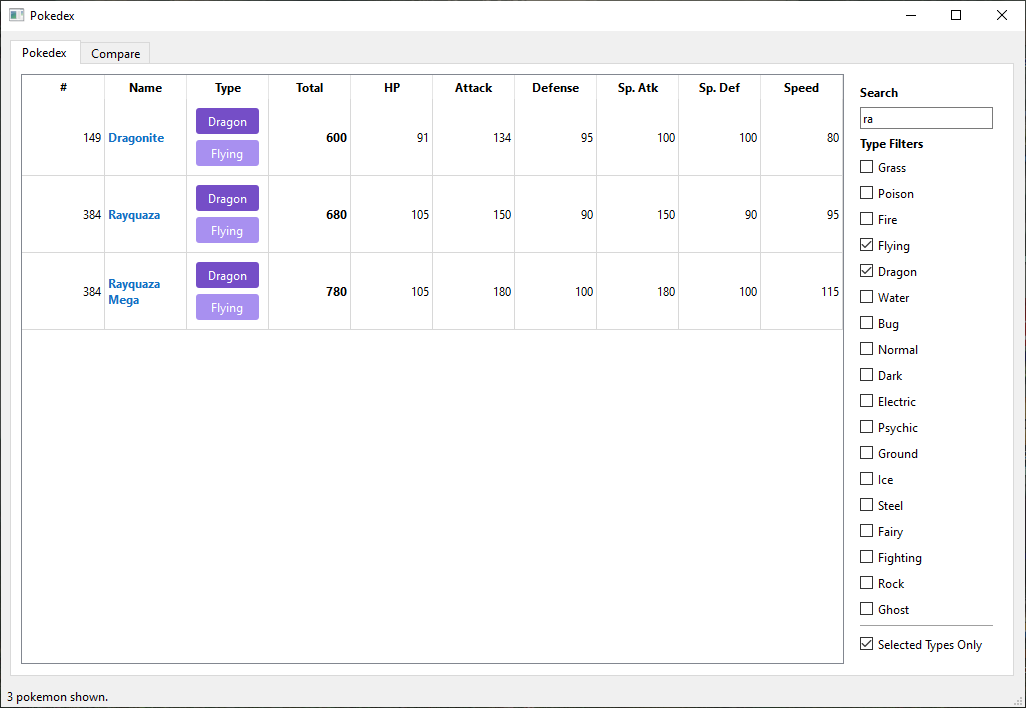 Pokedex
Pokedex Compare
# Name Type Total HP Attack Defense Sp. Atk Sp. Def Speed
149 Dragonite Dragon Flying 600 91 134 95 100 100 80
384 Rayquaza Dragon Flying 680 105 150 90 150 90 95
384 Rayquaza Mega Dragon Flying 780 105 180 100 180 100 115
Search
ra
Type Filters
Grass
Poison
Fire
Flying
Dragon
Water
Bug
Normal
Dark
Electric
Psychic
Ground
Ice
Steel
Fairy
Fighting
Rock
Ghost
Selected Types Only
3 pokemon shown.